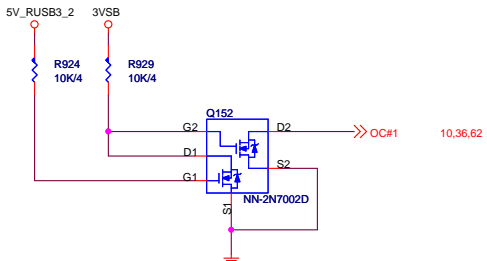 5V_RUSB3_2 3VSB
R924 R929
10K/4 10K/4
Q152
G2 D2
OC#1 10,36,62
D1
S2
G1
NN-2N7002D
S1